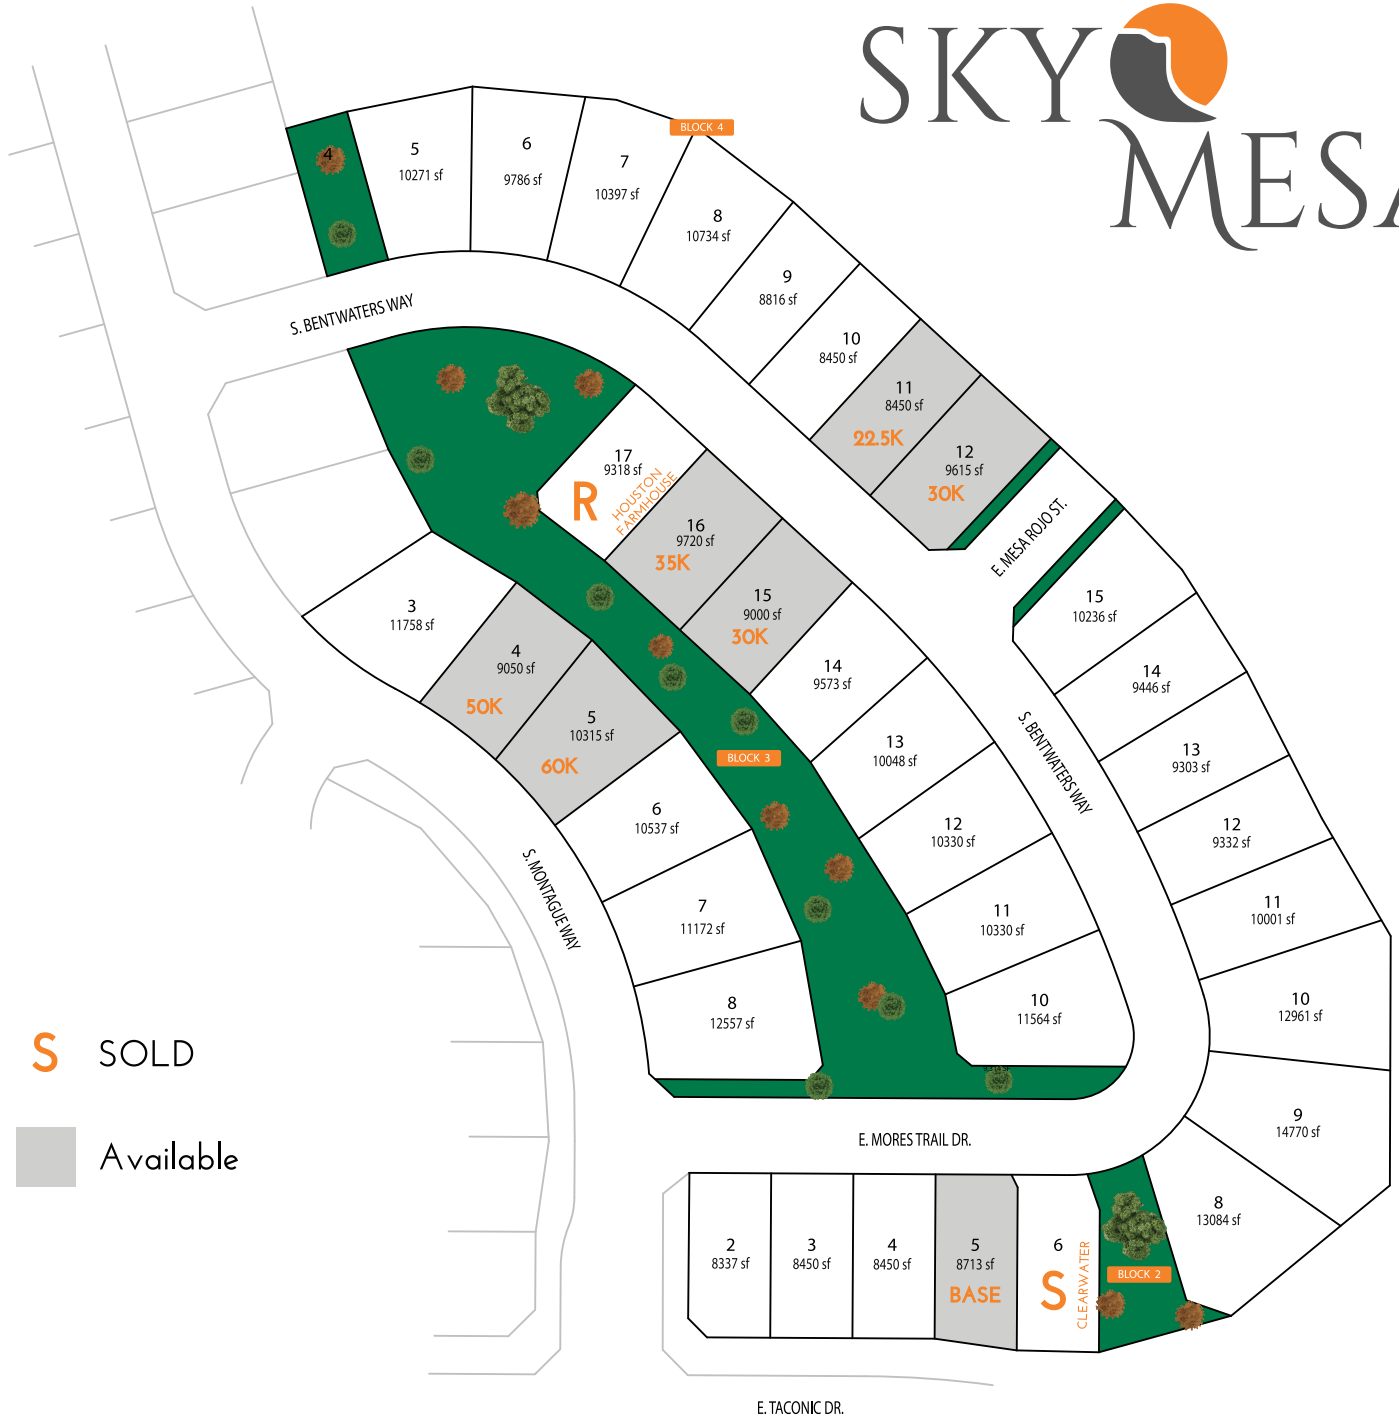 SKY
MESA
BLOCK 4
4
5
10271 sf
6
9786 sf
7
10397 sf
8
10734 sf
9
8816 sf
10
8450 sf
11
8450 sf
22.5K
12
9615 sf
30K
S. BENTWATERS WAY
17
9318 sf
R
HOUSTON
FARMHOUSE
16
9720 sf
35K
15
9000 sf
30K
E. MESA ROJO ST.
3
11758 sf
4
9050 sf
50K
5
10315 sf
60K
14
9573 sf
15
10236 sf
14
9446 sf
S. BENTWATERS WAY
13
10048 sf
13
9303 sf
BLOCK 3
6
10537 sf
12
10330 sf
12
9332 sf
S. MONTAGUE WAY
7
11172 sf
11
10330 sf
11
10001 sf
8
12557 sf
10
11564 sf
10
12961 sf
S SOLD
Available
E. MORES TRAIL DR.
9
14770 sf
8
13084 sf
2
8337 sf
3
8450 sf
4
8450 sf
5
8713 sf
BASE
6
S
CLEARWATER
BLOCK 2
E. TACONIC DR.